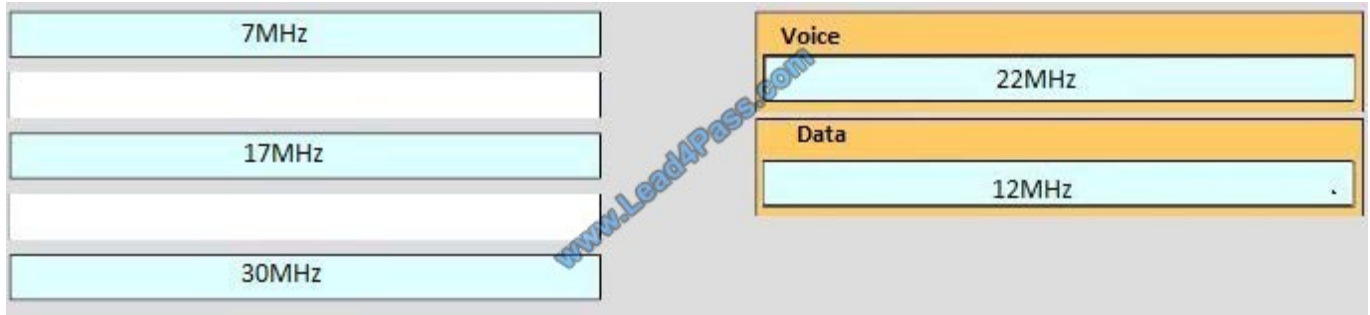 7MHz
17MHz
30MHz
Voice
22MHz
Data
12MHz
www.Lead4Pass.com